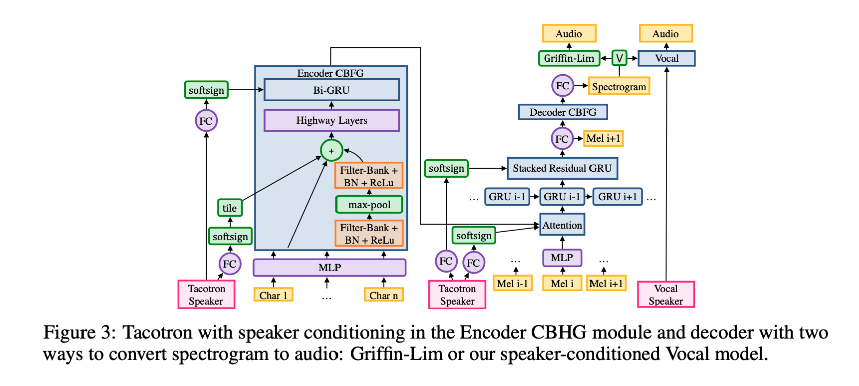 Audio
Audio
Griffin-Lim
V
Vocal
FC
Spectrogram
Decoder CBFG
FC
Mel i+1
Stacked Residual GRU
softsign
...
GRU i-1
GRU i-1
GRU i+1
...
Attention
softsign
FC
FC
MLP
...
...
Tacotron
Speaker
Mel i-1
Mel i
Mel i+1
Vocal
Speaker
Encoder CBFG
Bi-GRU
softsign
FC
Highway Layers
+
Filter-Bank +
BN + ReLu
max-pool
Filter-Bank +
BN + ReLu
tile
softsign
FC
MLP
Tacotron
Speaker
Char 1
...
Char n
Figure 3: Tacotron with speaker conditioning in the Encoder CBHG module and decoder with two
ways to convert spectrogram to audio: Griffin-Lim or our speaker-conditioned Vocal model.